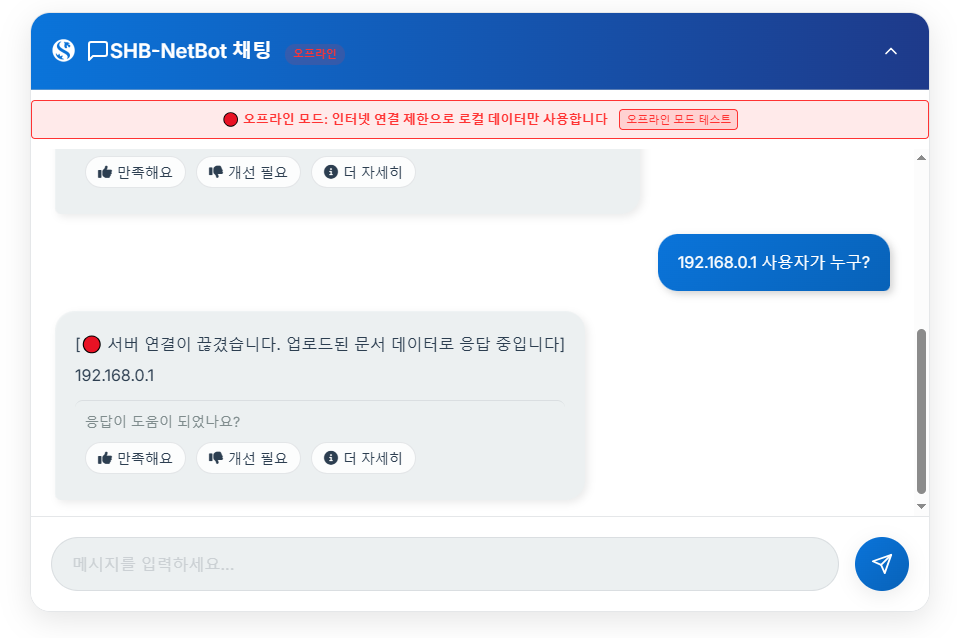 SHB-NetBot 채팅 오프라인
오프라인 모드: 인터넷 연결 제한으로 로컬 데이터만 사용합니다 오프라인 모드 테스트
만족해요 개선 필요 더 자세히
192.168.0.1 사용자가 누구?
[🔴 서버 연결이 끊겼습니다. 업로드된 문서 데이터로 응답 중입니다]
192.168.0.1
응답이 도움이 되었나요?
만족해요 개선 필요 더 자세히
메시지를 입력하세요...